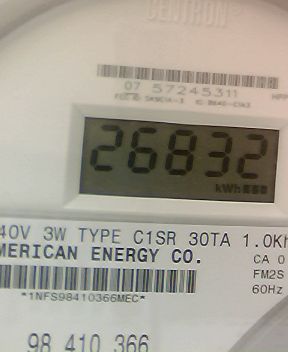 CENTRON®
07 57245311
26832
kWh
40V 3W TYPE C1SR 30TA 1.0Kh
MERICAN ENERGY CO.
CA 0
FM2S
60Hz
*1NFS98410366MEC*
98 410 366